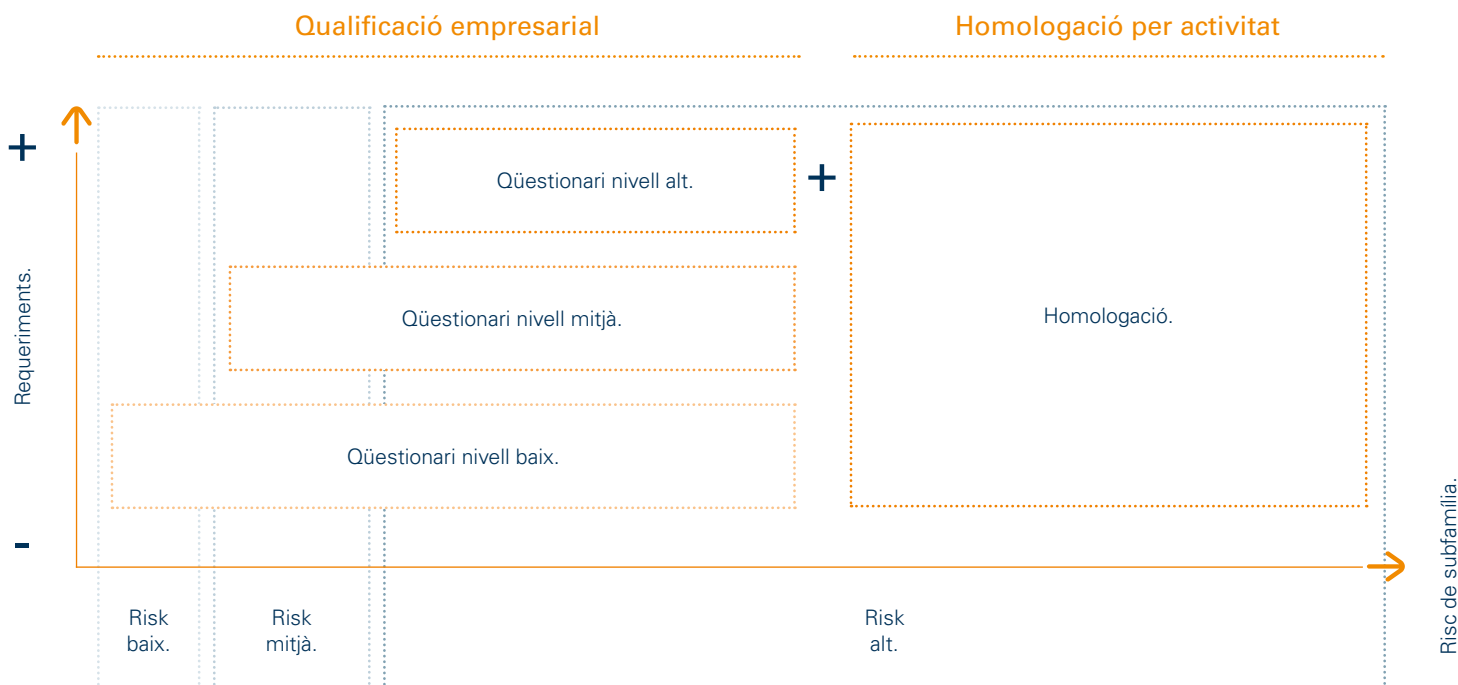 Qualificació empresarial
Homologació per activitat
+
Requeriments.
-
Qüestionari nivell alt.
+
Qüestionari nivell mitjà.
Qüestionari nivell baix.
Homologació.
Risk
baix.
Risk
mitjà.
Risk
alt.
Risc de subfamília.